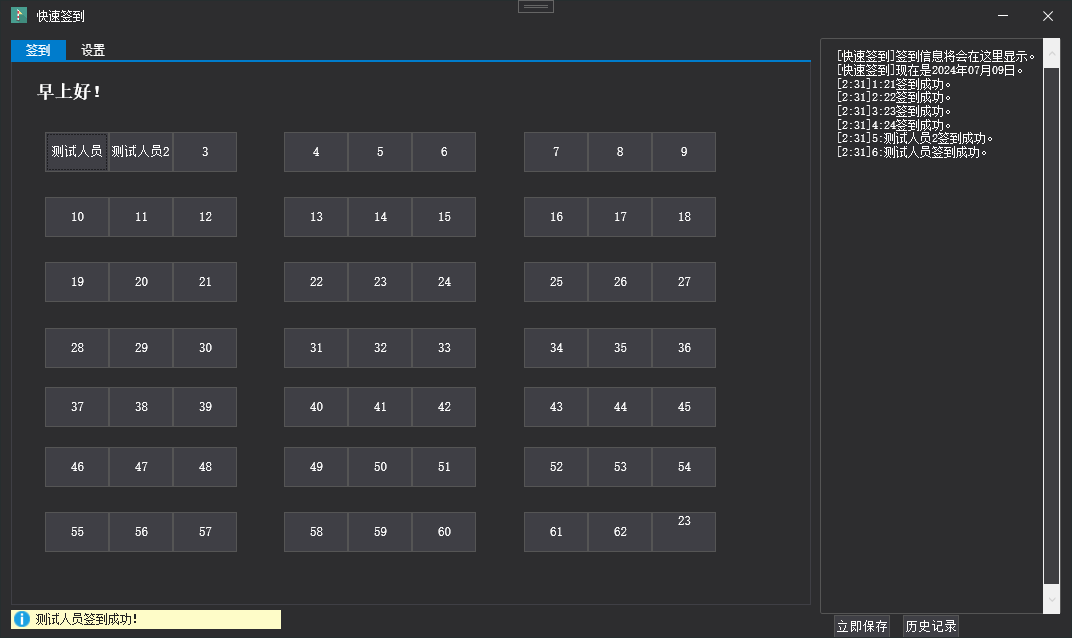 快速签到
签到 设置
早上好!
测试人员 测试人员2 3 4 5 6 7 8 9
10 11 12 13 14 15 16 17 18
19 20 21 22 23 24 25 26 27
28 29 30 31 32 33 34 35 36
37 38 39 40 41 42 43 44 45
46 47 48 49 50 51 52 53 54
55 56 57 58 59 60 61 62 23
[快速签到]签到信息将会在这里显示。
[快速签到]现在是2024年07月09日。
[2:31]1:21签到成功。
[2:31]2:22签到成功。
[2:31]3:23签到成功。
[2:31]4:24签到成功。
[2:31]5:测试人员2签到成功。
[2:31]6:测试人员签到成功。
测试人员签到成功!
立即保存 历史记录